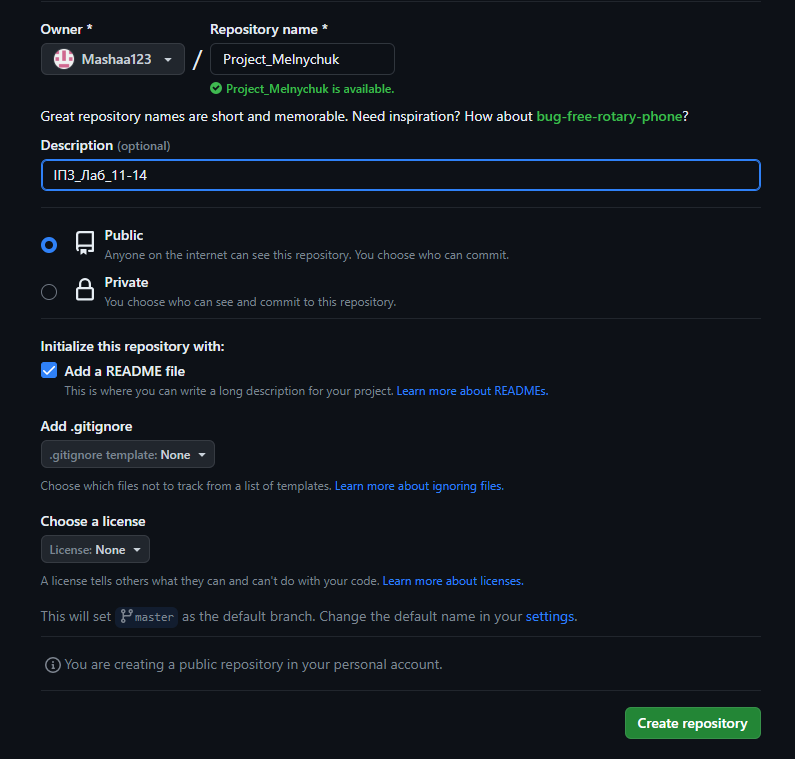 Owner * Repository name *
Mashaa123 / Project_Melnychuk
Project_Melnychuk is available.
Great repository names are short and memorable. Need inspiration? How about bug-free-rotary-phone?
Description (optional)
ІПЗ_Лаб_11-14
Public
Anyone on the internet can see this repository. You choose who can commit.
Private
You choose who can see and commit to this repository.
Initialize this repository with:
Add a README file
This is where you can write a long description for your project. Learn more about READMEs.
Add .gitignore
.gitignore template: None
Choose which files not to track from a list of templates. Learn more about ignoring files.
Choose a license
License: None
A license tells others what they can and can't do with your code. Learn more about licenses.
This will set master as the default branch. Change the default name in your settings.
You are creating a public repository in your personal account.
Create repository